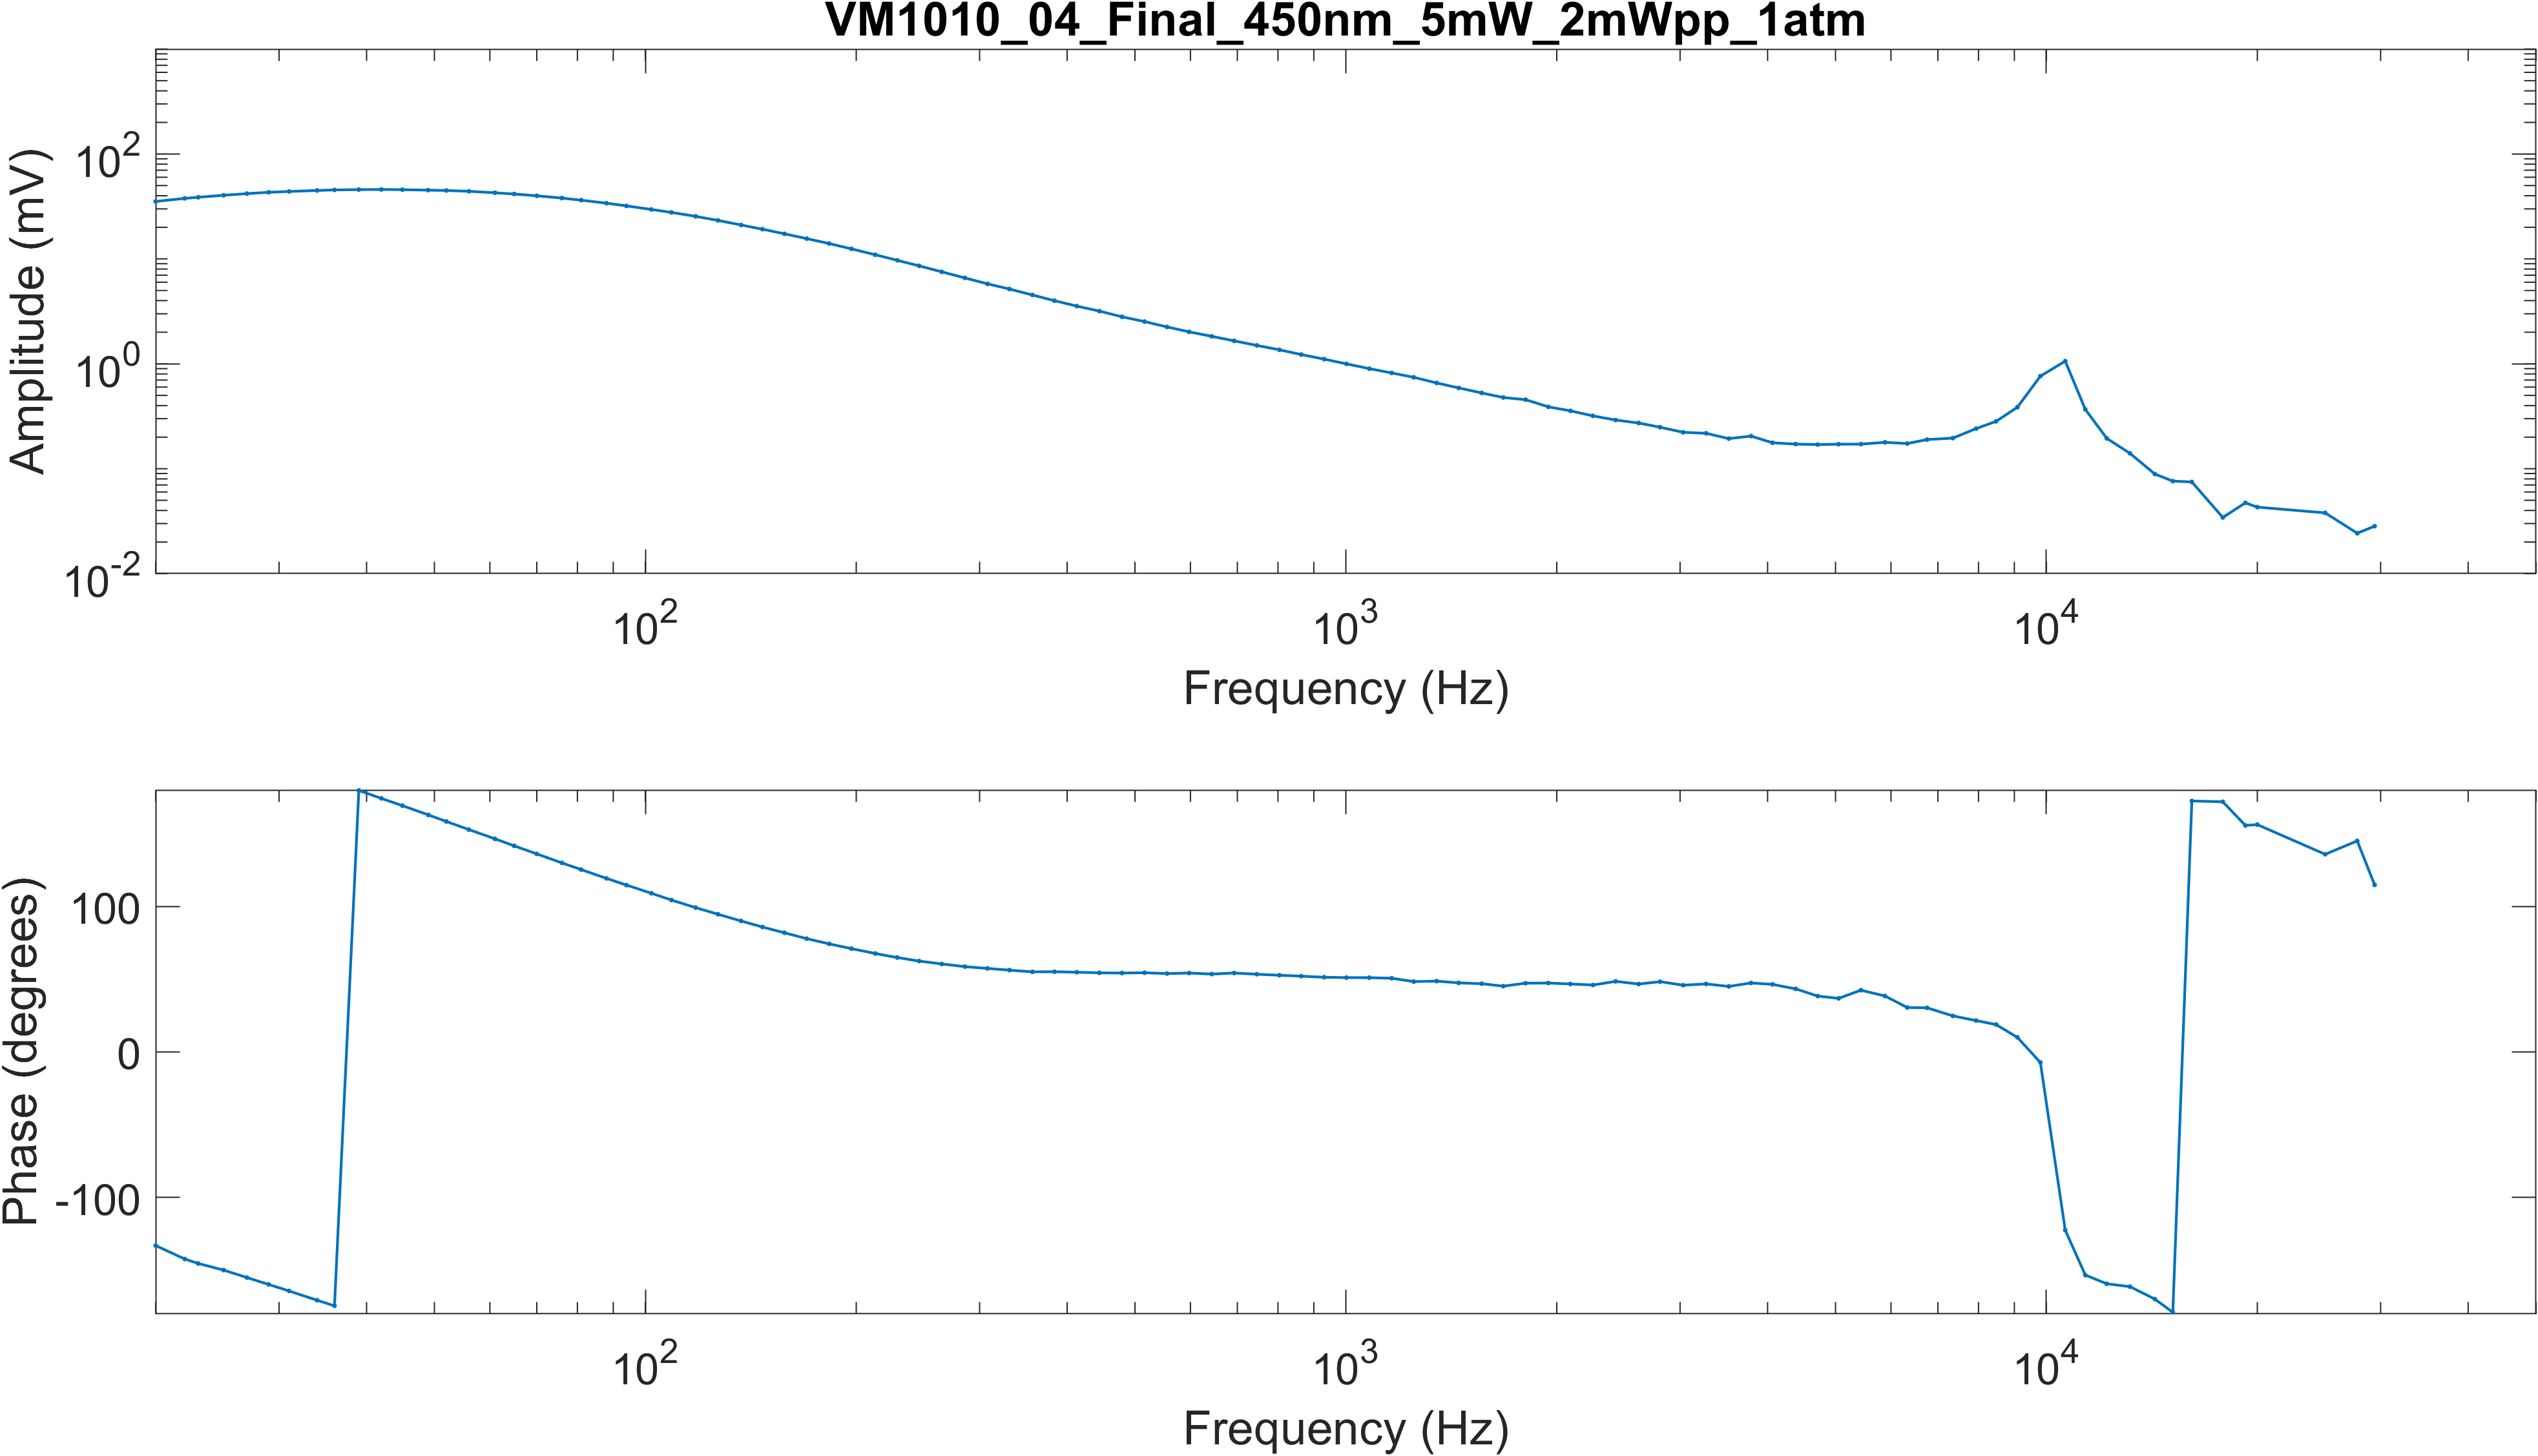 VM1010_04_Final_450nm_5mW_2mWpp_1atm
Amplitude (mV)
10^2
10^0
10^-2
10^2
10^3
10^4
Frequency (Hz)
Phase (degrees)
100
0
-100
10^2
10^3
10^4
Frequency (Hz)